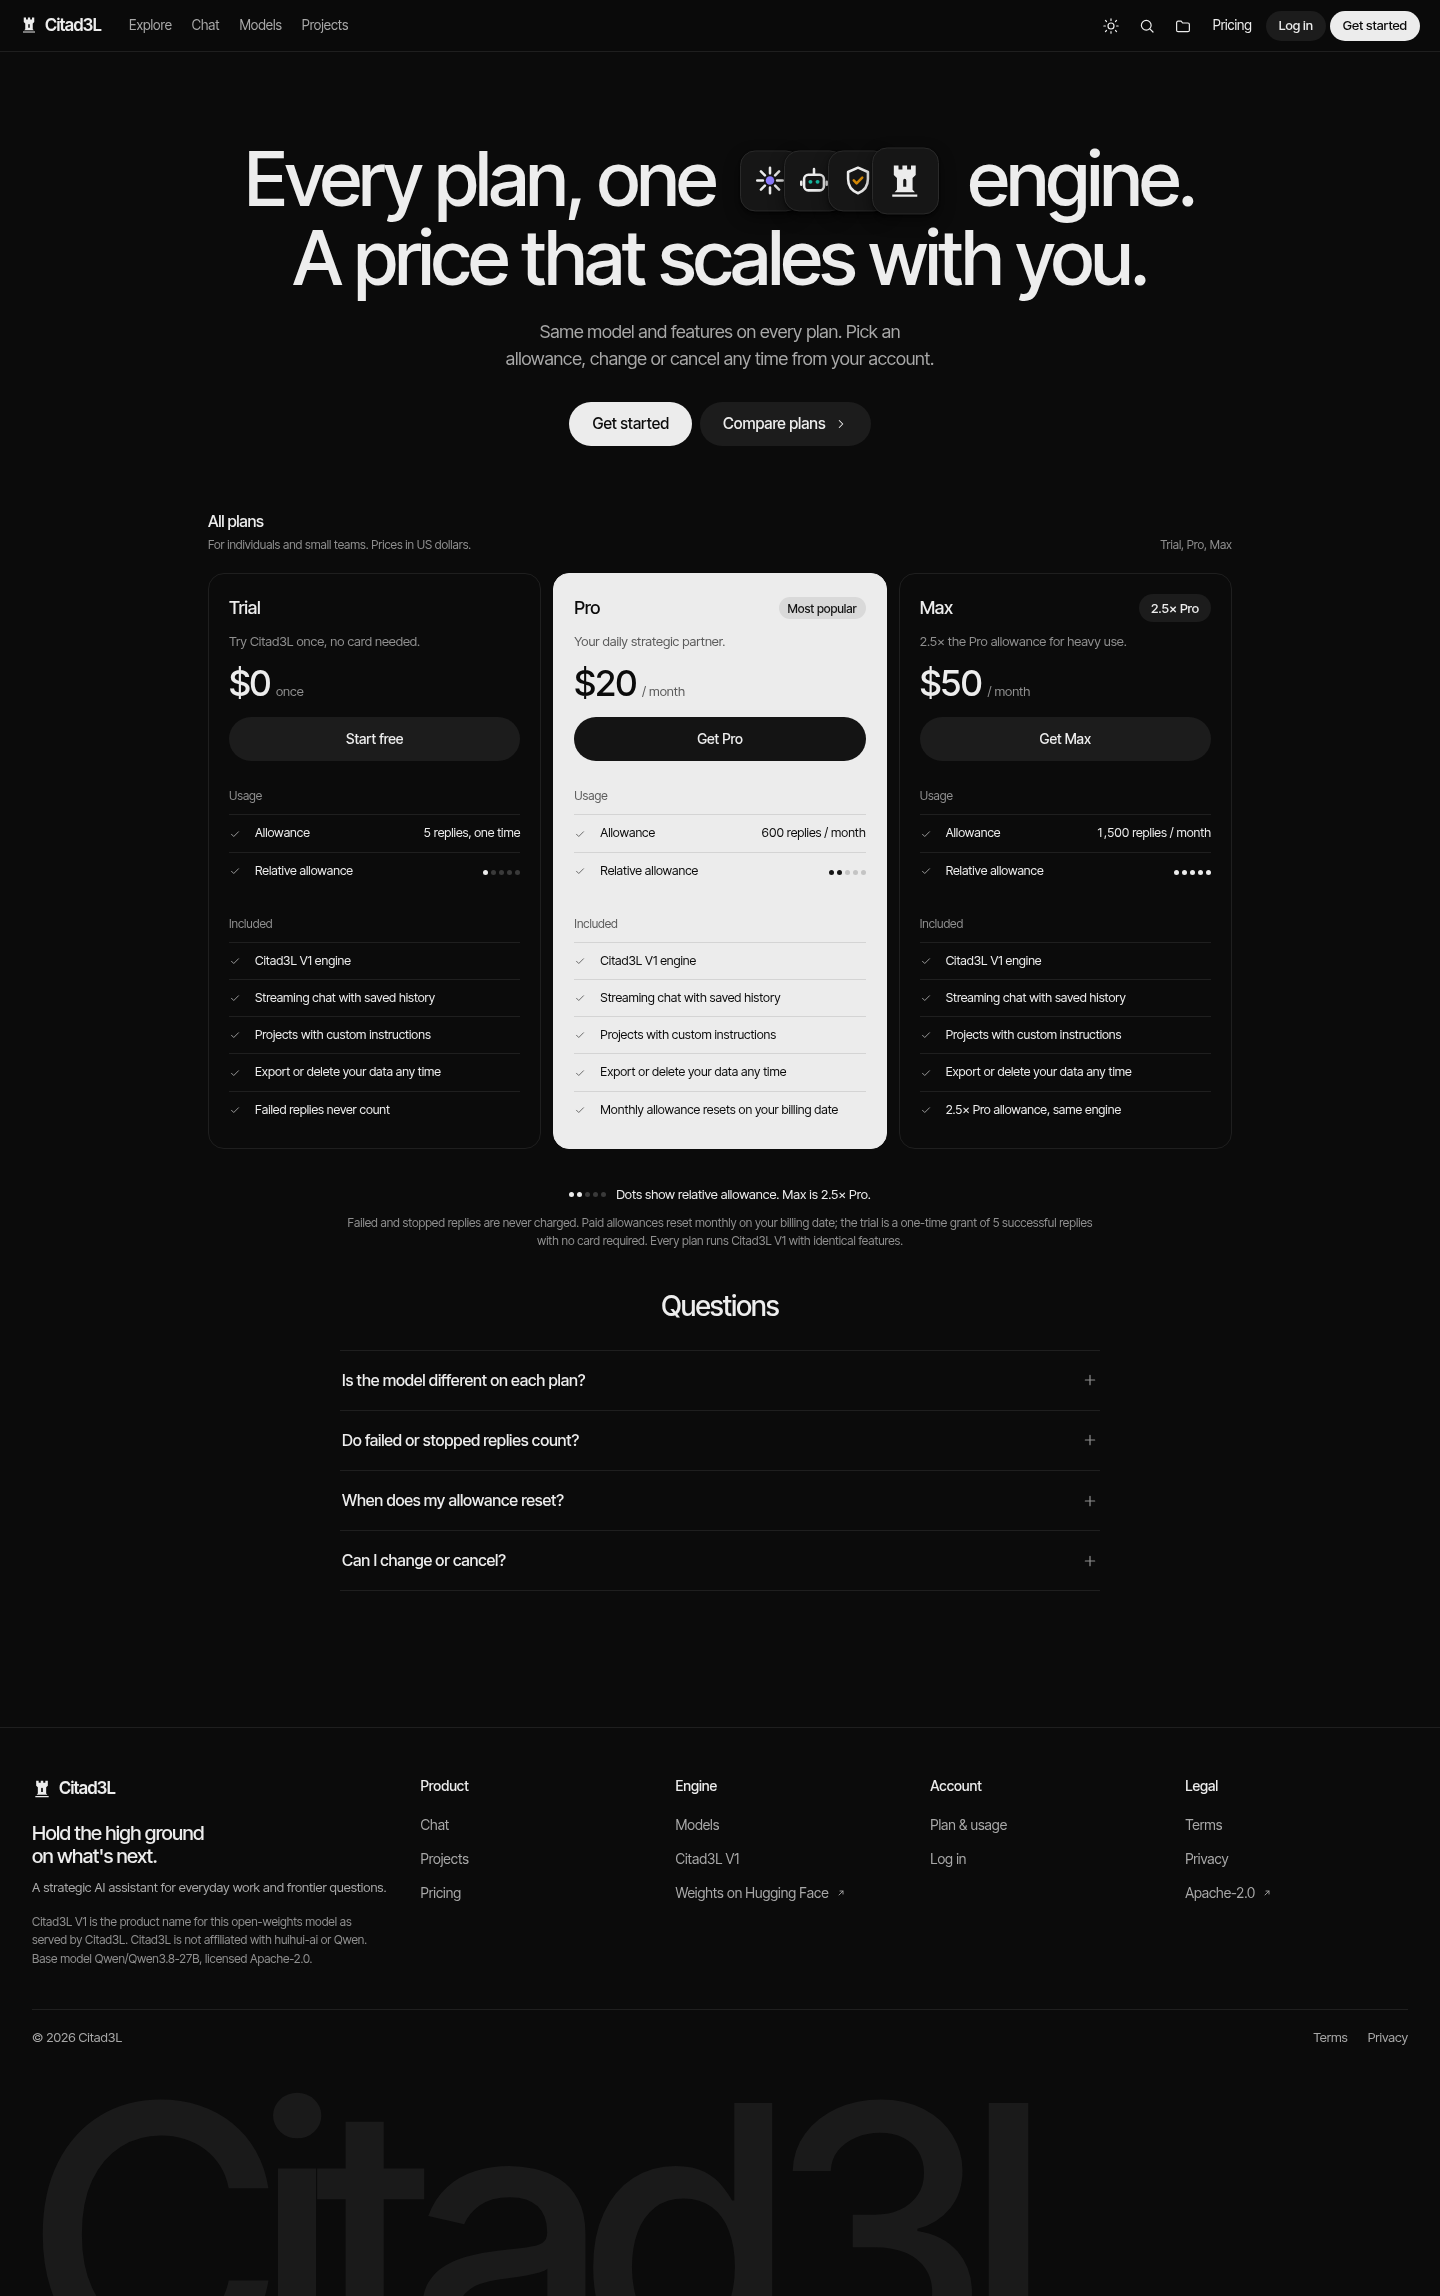 Citad3L
Explore
Chat
Models
Projects
Pricing
Log in
Get started
Every plan, one engine.
A price that scales with you.
Same model and features on every plan. Pick an
allowance, change or cancel any time from your account.
Get started
Compare plans
All plans
For individuals and small teams. Prices in US dollars.
Trial, Pro, Max
Trial
Try Citad3L once, no card needed.
$0 once
Start free
Usage
Allowance 5 replies, one time
Relative allowance
Included
Citad3L V1 engine
Streaming chat with saved history
Projects with custom instructions
Export or delete your data any time
Failed replies never count
Pro
Most popular
Your daily strategic partner.
$20 / month
Get Pro
Usage
Allowance 600 replies / month
Relative allowance
Included
Citad3L V1 engine
Streaming chat with saved history
Projects with custom instructions
Export or delete your data any time
Monthly allowance resets on your billing date
Max
2.5× Pro
2.5× the Pro allowance for heavy use.
$50 / month
Get Max
Usage
Allowance 1,500 replies / month
Relative allowance
Included
Citad3L V1 engine
Streaming chat with saved history
Projects with custom instructions
Export or delete your data any time
2.5× Pro allowance, same engine
Dots show relative allowance. Max is 2.5× Pro.
Failed and stopped replies are never charged. Paid allowances reset monthly on your billing date; the trial is a one-time grant of 5 successful replies
with no card required. Every plan runs Citad3L V1 with identical features.
Questions
Is the model different on each plan?
Do failed or stopped replies count?
When does my allowance reset?
Can I change or cancel?
Citad3L
Hold the high ground
on what's next.
A strategic AI assistant for everyday work and frontier questions.
Citad3L V1 is the product name for this open-weights model as
served by Citad3L. Citad3L is not affiliated with huihui-ai or Qwen.
Base model Qwen/Qwen3.8-27B, licensed Apache-2.0.
Product
Chat
Projects
Pricing
Engine
Models
Citad3L V1
Weights on Hugging Face
Account
Plan & usage
Log in
Legal
Terms
Privacy
Apache-2.0
© 2026 Citad3L
Terms
Privacy
Citad3l